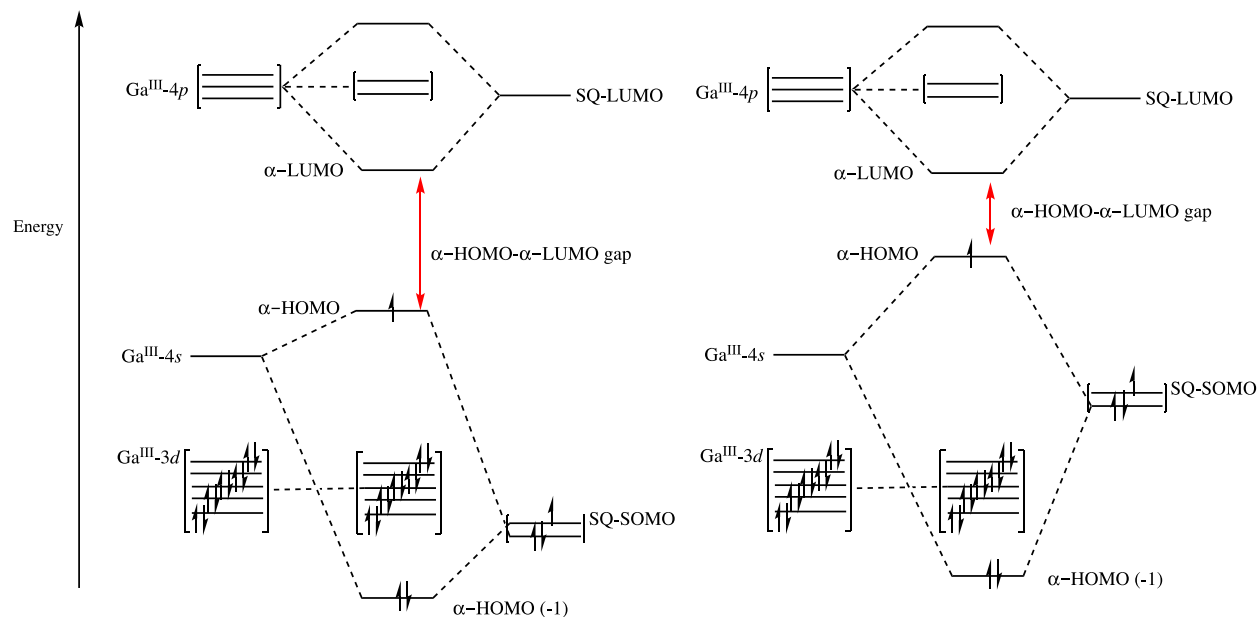 Energy
Ga^III-4p
SQ-LUMO
α-LUMO
α-HOMO-α-LUMO gap
α-HOMO
Ga^III-4s
Ga^III-3d
SQ-SOMO
α-HOMO (-1)
Ga^III-4p
SQ-LUMO
α-LUMO
α-HOMO-α-LUMO gap
α-HOMO
Ga^III-4s
SQ-SOMO
Ga^III-3d
α-HOMO (-1)